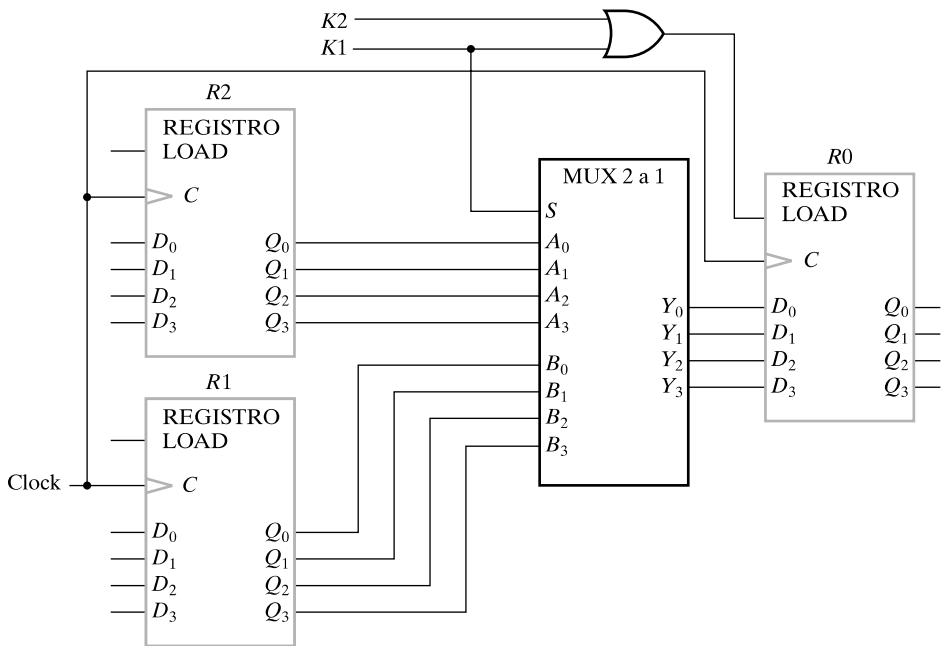 K2
K1
R2
REGISTRO
LOAD
C
D0 Q0
D1 Q1
D2 Q2
D3 Q3
R1
REGISTRO
LOAD
Clock C
D0 Q0
D1 Q1
D2 Q2
D3 Q3
MUX 2 a 1
S
A0
A1
A2
A3
B0
B1
B2
B3
Y0
Y1
Y2
Y3
R0
REGISTRO
LOAD
C
D0 Q0
D1 Q1
D2 Q2
D3 Q3